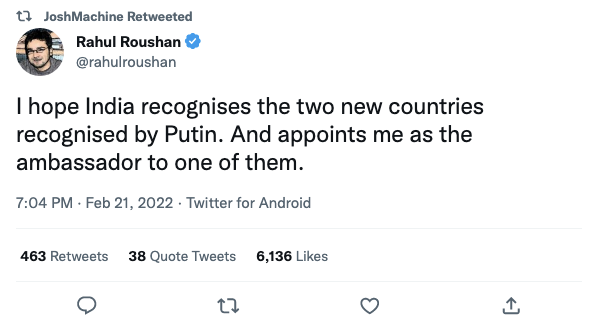 JoshMachine Retweeted
Rahul Roushan
@rahulroushan
I hope India recognises the two new countries
recognised by Putin. And appoints me as the
ambassador to one of them.
7:04 PM · Feb 21, 2022 · Twitter for Android
463 Retweets 38 Quote Tweets 6,136 Likes